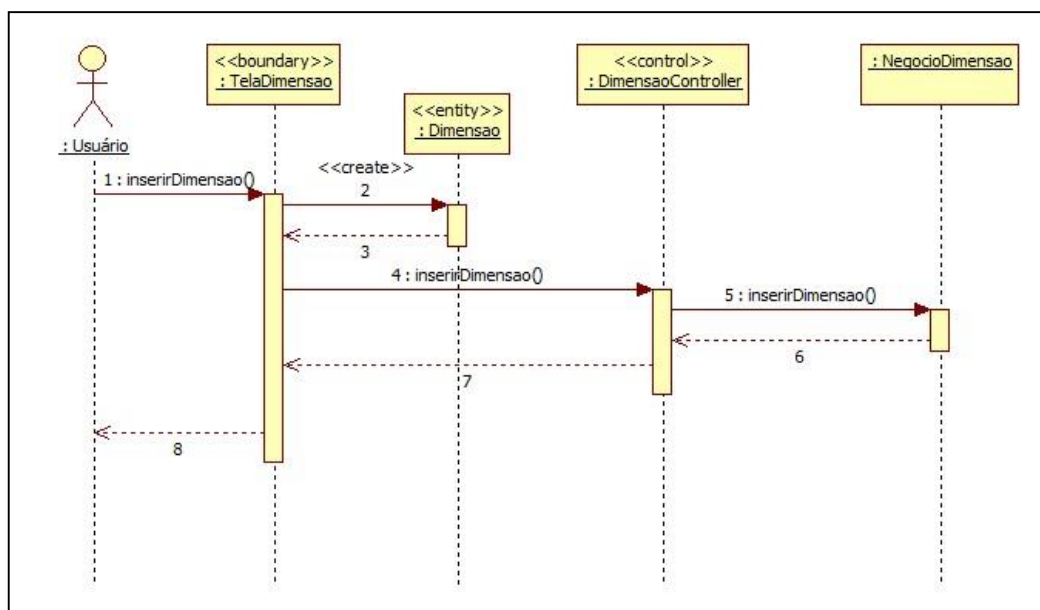 <<boundary>>
: TelaDimensao
<<control>>
: DimensaoController
: NegocioDimensao
<<entity>>
: Dimensao
: Usuário
<<create>>
1 : inserirDimensao()
2
3
4 : inserirDimensao()
5 : inserirDimensao()
6
7
8